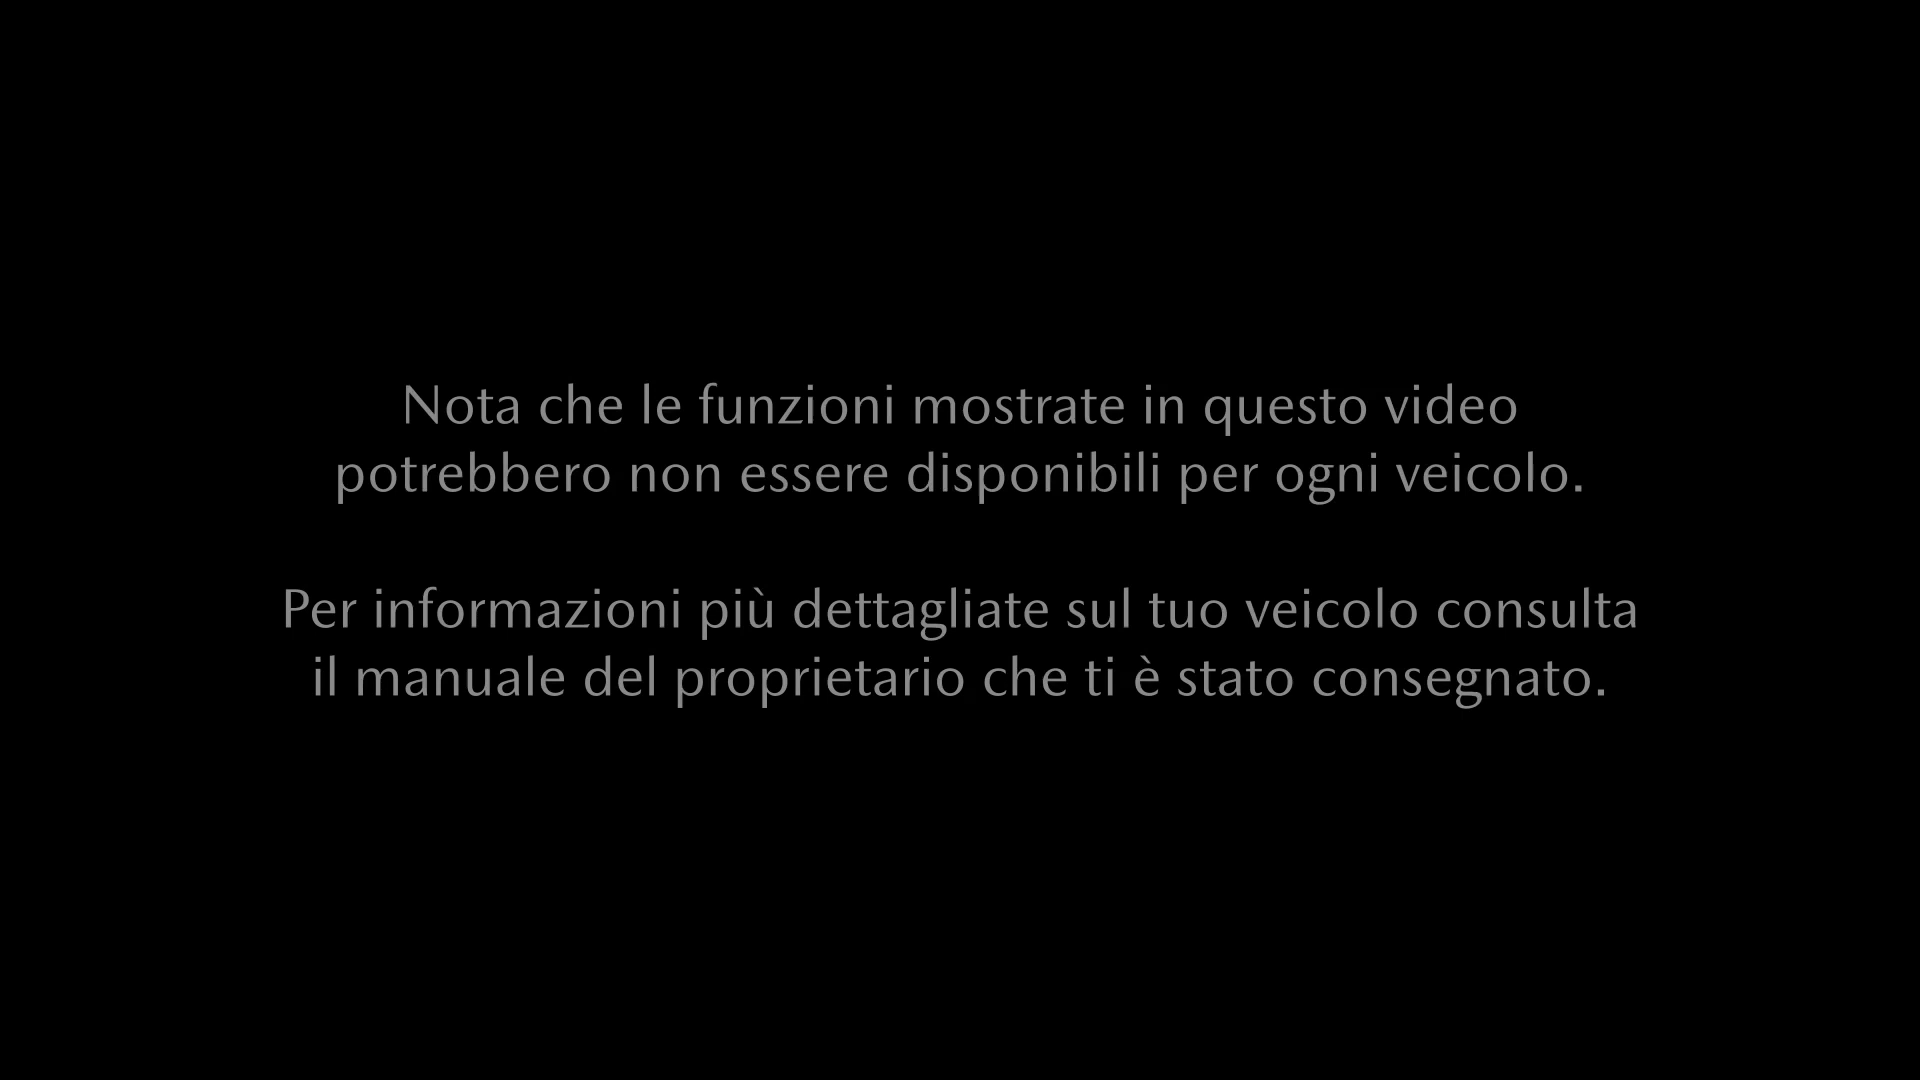 Nota che le funzioni mostrate in questo video
potrebbero non essere disponibili per ogni veicolo.
Per informazioni più dettagliate sul tuo veicolo consulta
il manuale del proprietario che ti è stato consegnato.